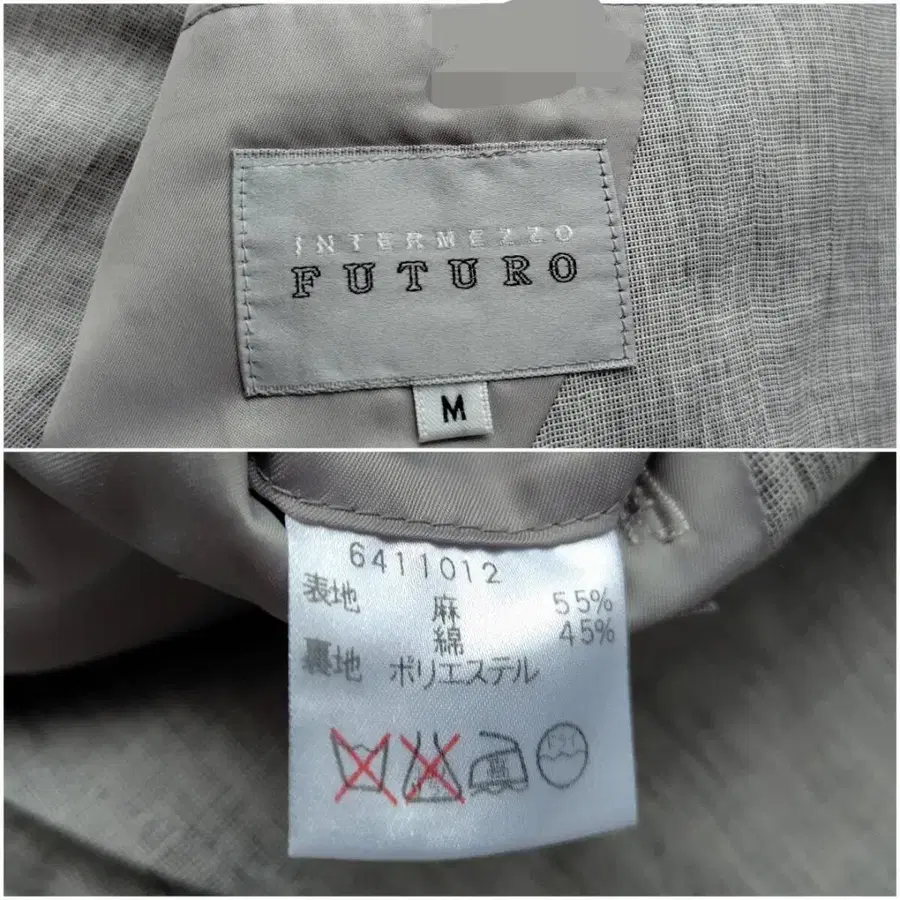 INTERMEZZO
FUTURO
M
6411012
表地 麻 55%
綿 45%
裏地 ポリエステル